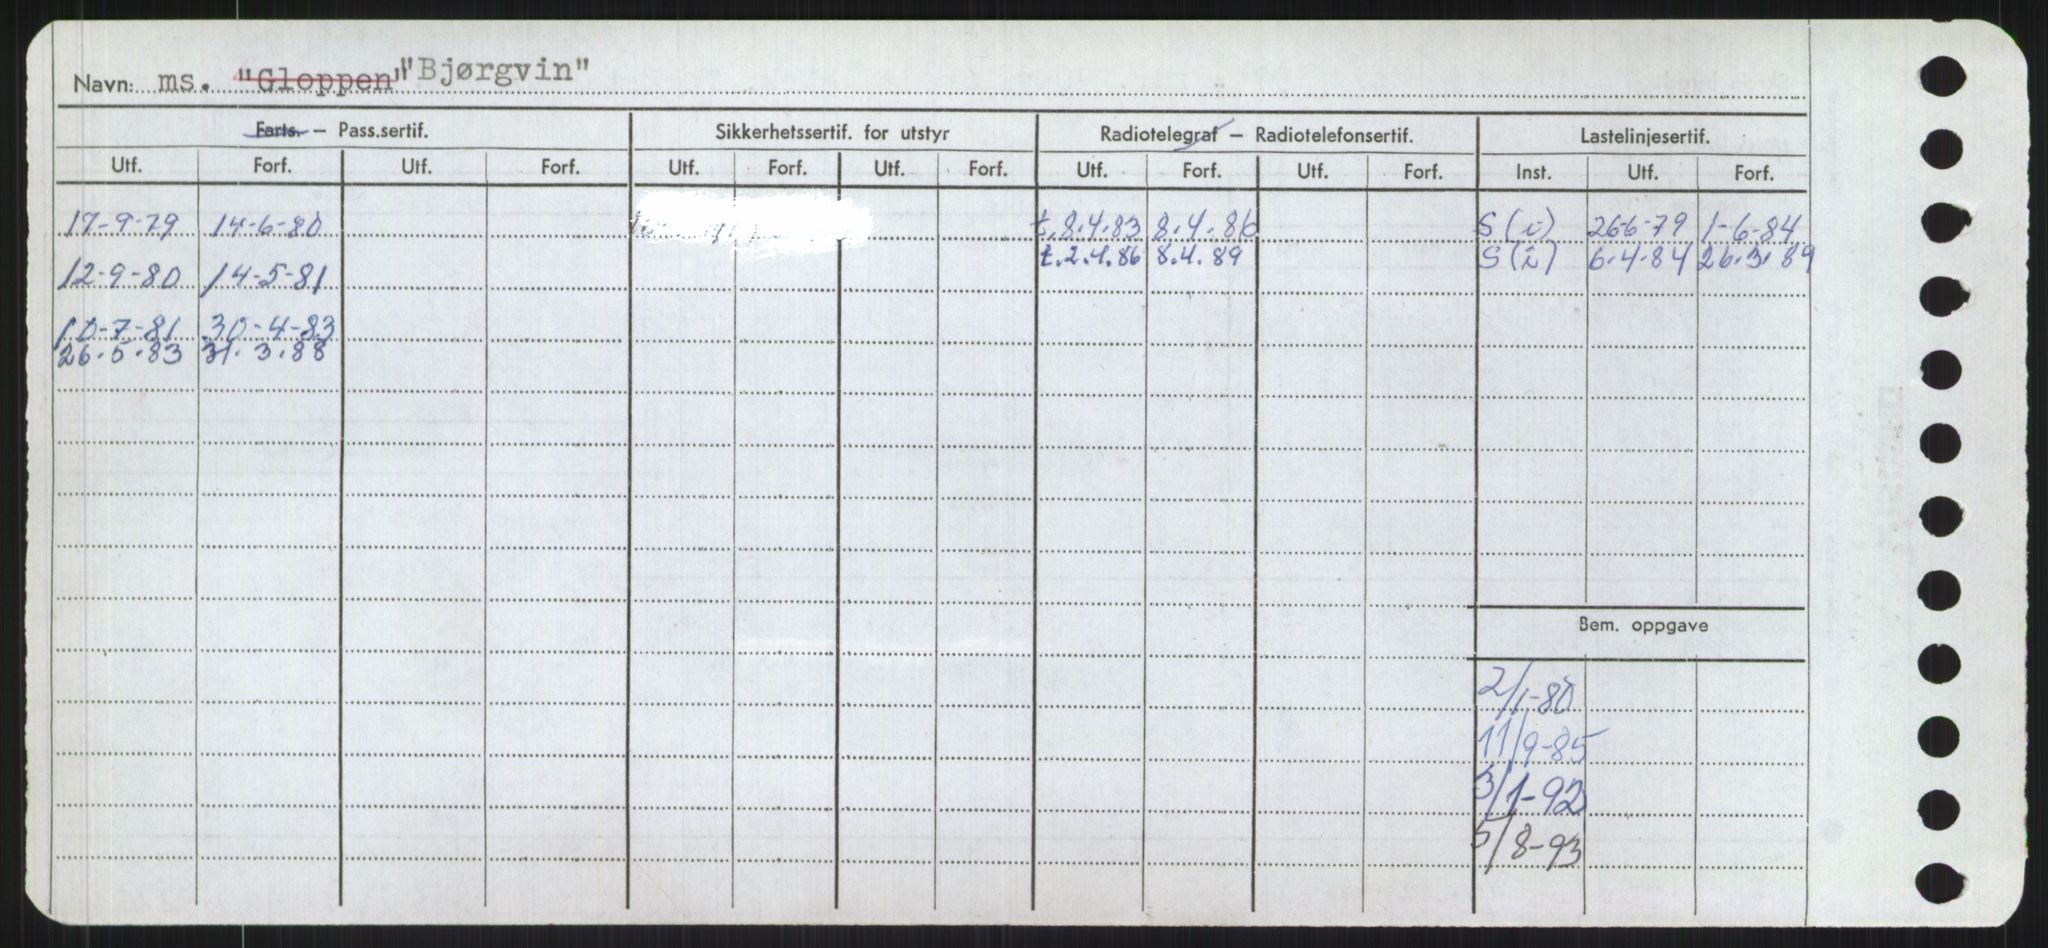 Navn: ms. "Gloppen" "Bjørgvin"
Farts. – Pass.sertif. Sikkerhetssertif. for utstyr Radiotelegraf – Radiotelefonsertif. Lastelinjesertif.
Utf. Forf. Utf. Forf. Utf. Forf. Utf. Forf. Utf. Forf. Utf. Forf. Inst. Utf. Forf.
17-9-79 14-6-80 t.8.4.83 8.4.86 S(i) 26-6-79 1-6-84
t.2.4.86 8.4.89 S(i) 6.4.84 26.3.89
12-9-80 14-5-81
10-7-81 30-4-83
26.5.83 31.3.88
Bem. oppgave
2/1-80
11/9-85
3/1-92
5/8-93